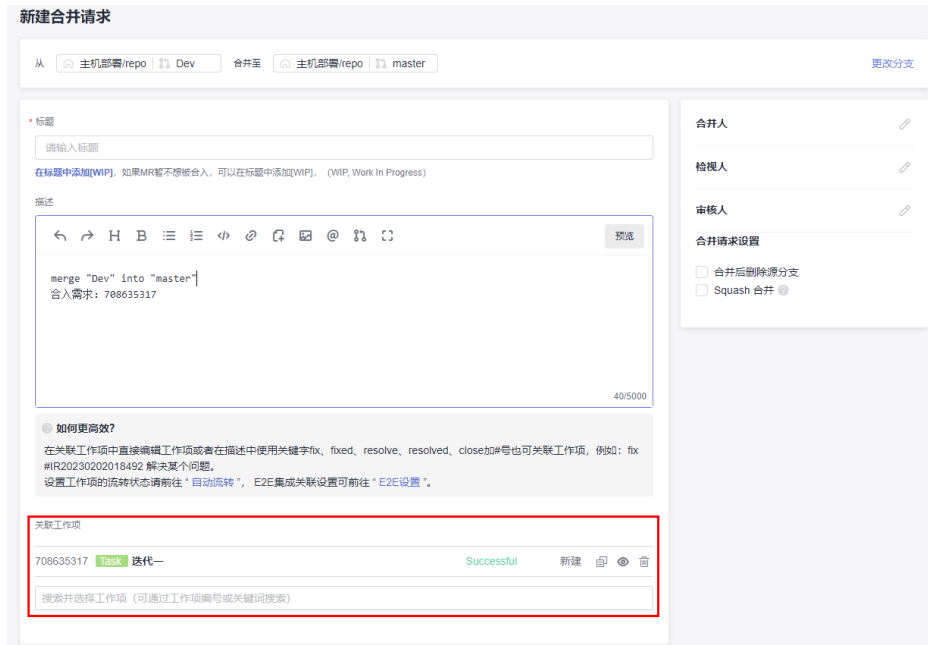 新建合并请求
从 主机部署/repo Dev 合并至 主机部署/repo master 更改分支
* 标题
请输入标题
在标题中添加[WIP]，如果MR暂不想被合入，可以在标题中添加[WIP]。（WIP, Work In Progress）
描述
H B @ 预览
merge "Dev" into "master"
合入需求：708635317
40/5000
如何更高效?
在关联工作项中直接编辑工作项或者在描述中使用关键字fix、fixed、resolve、resolved、close加#号也可关联工作项，例如：fix
#IR20230202018492 解决某个问题。
设置工作项的流转状态请前往 “ 自动流转 ”， E2E集成关联设置可前往 “ E2E设置 ”。
关联工作项
708635317 Task 迭代一 Successful 新建
搜索并选择工作项（可通过工作项编号或关键词搜索）
合并人
检视人
审核人
合并请求设置
合并后删除源分支
Squash 合并 ?